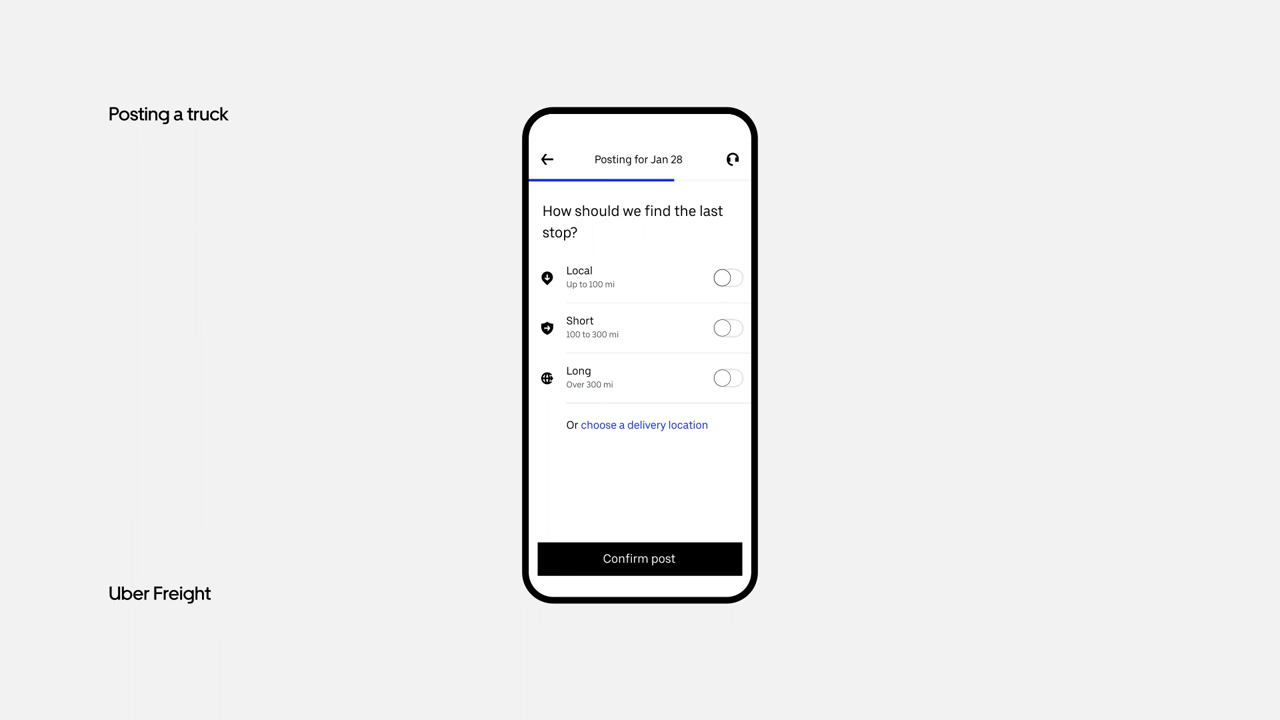 Posting a truck
Posting for Jan 28
How should we find the last
stop?
Local
Up to 100 mi
Short
100 to 300 mi
Long
Over 300 mi
Or choose a delivery location
Confirm post
Uber Freight